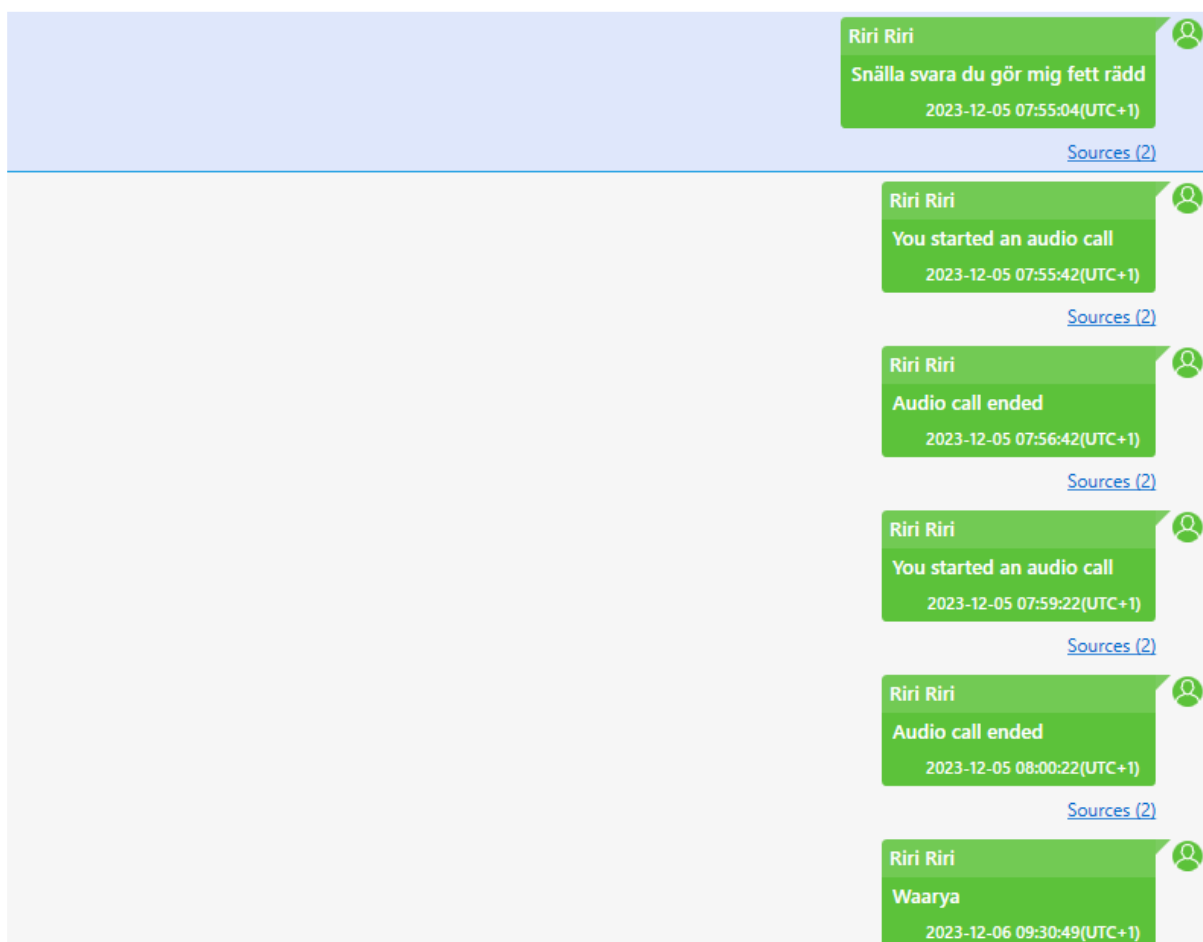 Riri Riri
Snälla svara du gör mig fett rädd
2023-12-05 07:55:04(UTC+1)
Sources (2)
Riri Riri
You started an audio call
2023-12-05 07:55:42(UTC+1)
Sources (2)
Riri Riri
Audio call ended
2023-12-05 07:56:42(UTC+1)
Sources (2)
Riri Riri
You started an audio call
2023-12-05 07:59:22(UTC+1)
Sources (2)
Riri Riri
Audio call ended
2023-12-05 08:00:22(UTC+1)
Sources (2)
Riri Riri
Waarya
2023-12-06 09:30:49(UTC+1)